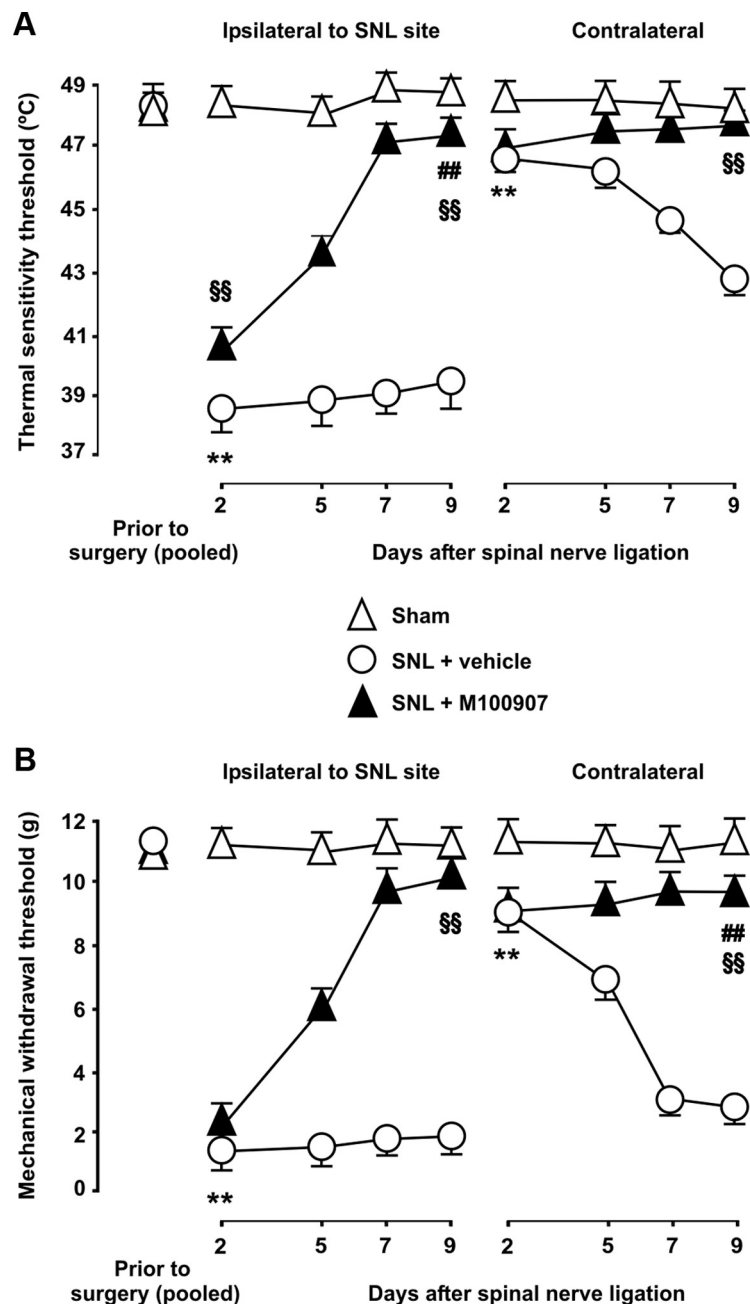 A
Ipsilateral to SNL site
Contralateral
Thermal sensitivity threshold (°C)
49
47
45
43
41
39
37
§§
**
##
§§
**
§§
2 5 7 9
2 5 7 9
Prior to
surgery (pooled)
Days after spinal nerve ligation
Sham
SNL + vehicle
SNL + M100907
B
Ipsilateral to SNL site
Contralateral
Mechanical withdrawal threshold (g)
12
10
8
6
4
2
0
**
§§
**
##
§§
2 5 7 9
2 5 7 9
Prior to
surgery (pooled)
Days after spinal nerve ligation